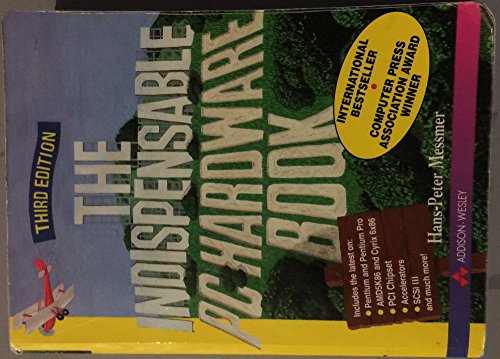 THIRD EDITION
THE
INDISPENSABLE
PC HARDWARE
BOOK
INTERNATIONAL
BESTSELLER
•
COMPUTER PRESS
ASSOCIATION AWARD
WINNER
Includes the latest on:
• Pentium and Pentium Pro
• AMD5K86 and Cyrix 6x86
• PCI Chipset
• Accelerators
• SCSI III
and much more!
Hans-Peter Messmer
ADDISON-WESLEY